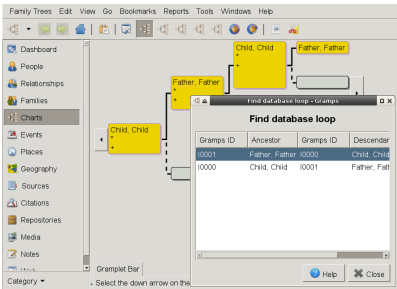 Family Trees Edit View Go Bookmarks Reports Tools Windows Help
Dashboard
People
Relationships
Families
Charts
Events
Places
Geography
Sources
Citations
Repositories
Media
Notes
Category
Child, Child
*
+
Father, Father
*
+
Child, Child
*
+
Father, Father
Find database loop - Gramps
Find database loop
Gramps ID Ancestor Gramps ID Descendar
I0001 Father, Father I0000 Child, Child
I0000 Child, Child I0001 Father, Fath
Help Close
Gramplet Bar
Select the down arrow on the